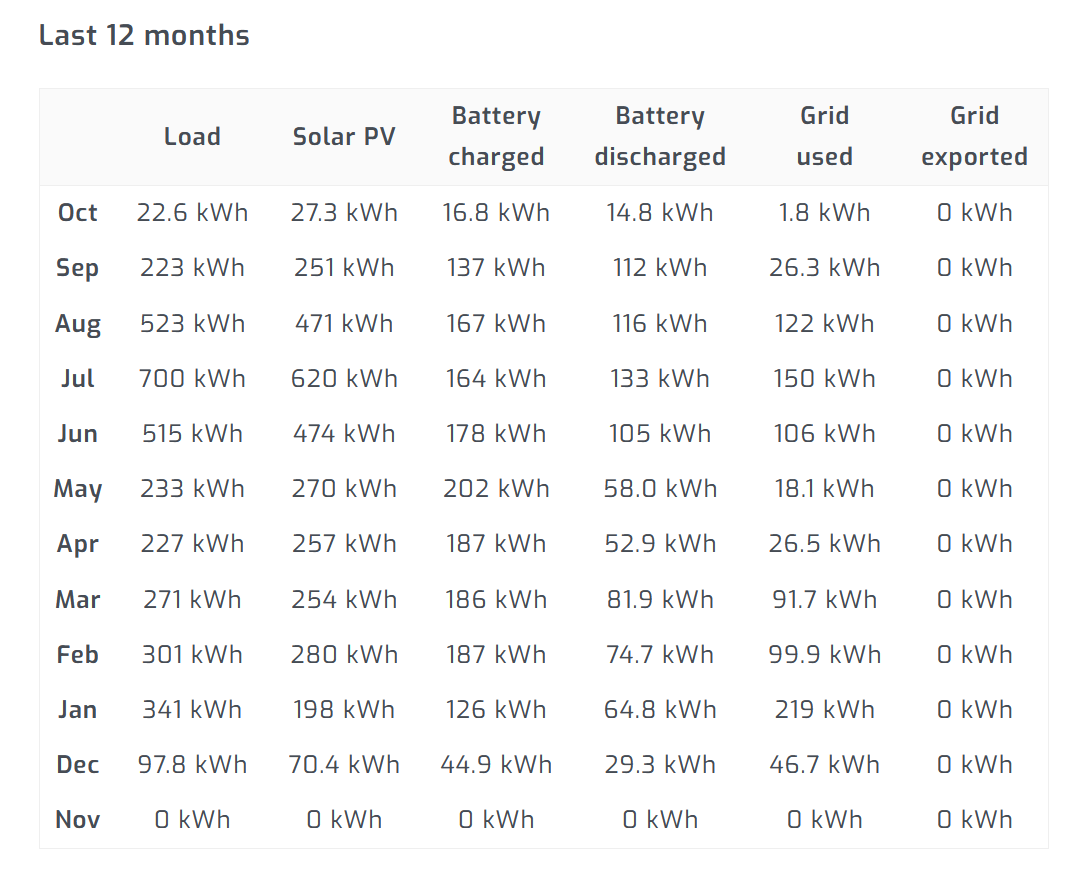 Last 12 months
Load Solar PV Battery charged Battery discharged Grid used Grid exported
Oct 22.6 kWh 27.3 kWh 16.8 kWh 14.8 kWh 1.8 kWh 0 kWh
Sep 223 kWh 251 kWh 137 kWh 112 kWh 26.3 kWh 0 kWh
Aug 523 kWh 471 kWh 167 kWh 116 kWh 122 kWh 0 kWh
Jul 700 kWh 620 kWh 164 kWh 133 kWh 150 kWh 0 kWh
Jun 515 kWh 474 kWh 178 kWh 105 kWh 106 kWh 0 kWh
May 233 kWh 270 kWh 202 kWh 58.0 kWh 18.1 kWh 0 kWh
Apr 227 kWh 257 kWh 187 kWh 52.9 kWh 26.5 kWh 0 kWh
Mar 271 kWh 254 kWh 186 kWh 81.9 kWh 91.7 kWh 0 kWh
Feb 301 kWh 280 kWh 187 kWh 74.7 kWh 99.9 kWh 0 kWh
Jan 341 kWh 198 kWh 126 kWh 64.8 kWh 219 kWh 0 kWh
Dec 97.8 kWh 70.4 kWh 44.9 kWh 29.3 kWh 46.7 kWh 0 kWh
Nov 0 kWh 0 kWh 0 kWh 0 kWh 0 kWh 0 kWh